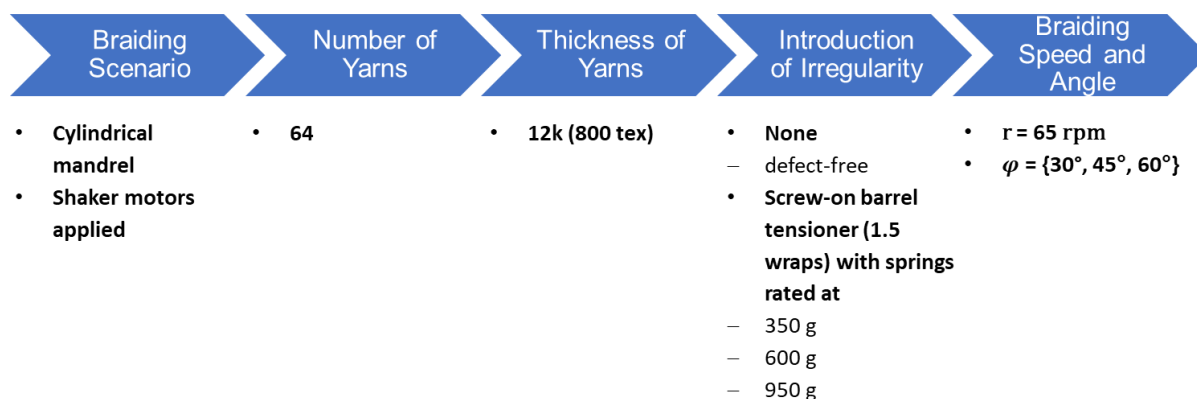 Braiding
Scenario
Number of
Yarns
Thickness of
Yarns
Introduction
of Irregularity
Braiding
Speed and
Angle
• Cylindrical
mandrel
• Shaker motors
applied
• 64
• 12k (800 tex)
• None
– defect-free
• Screw-on barrel
tensioner (1.5
wraps) with springs
rated at
– 350 g
– 600 g
– 950 g
• r = 65 rpm
• φ = {30°, 45°, 60°}